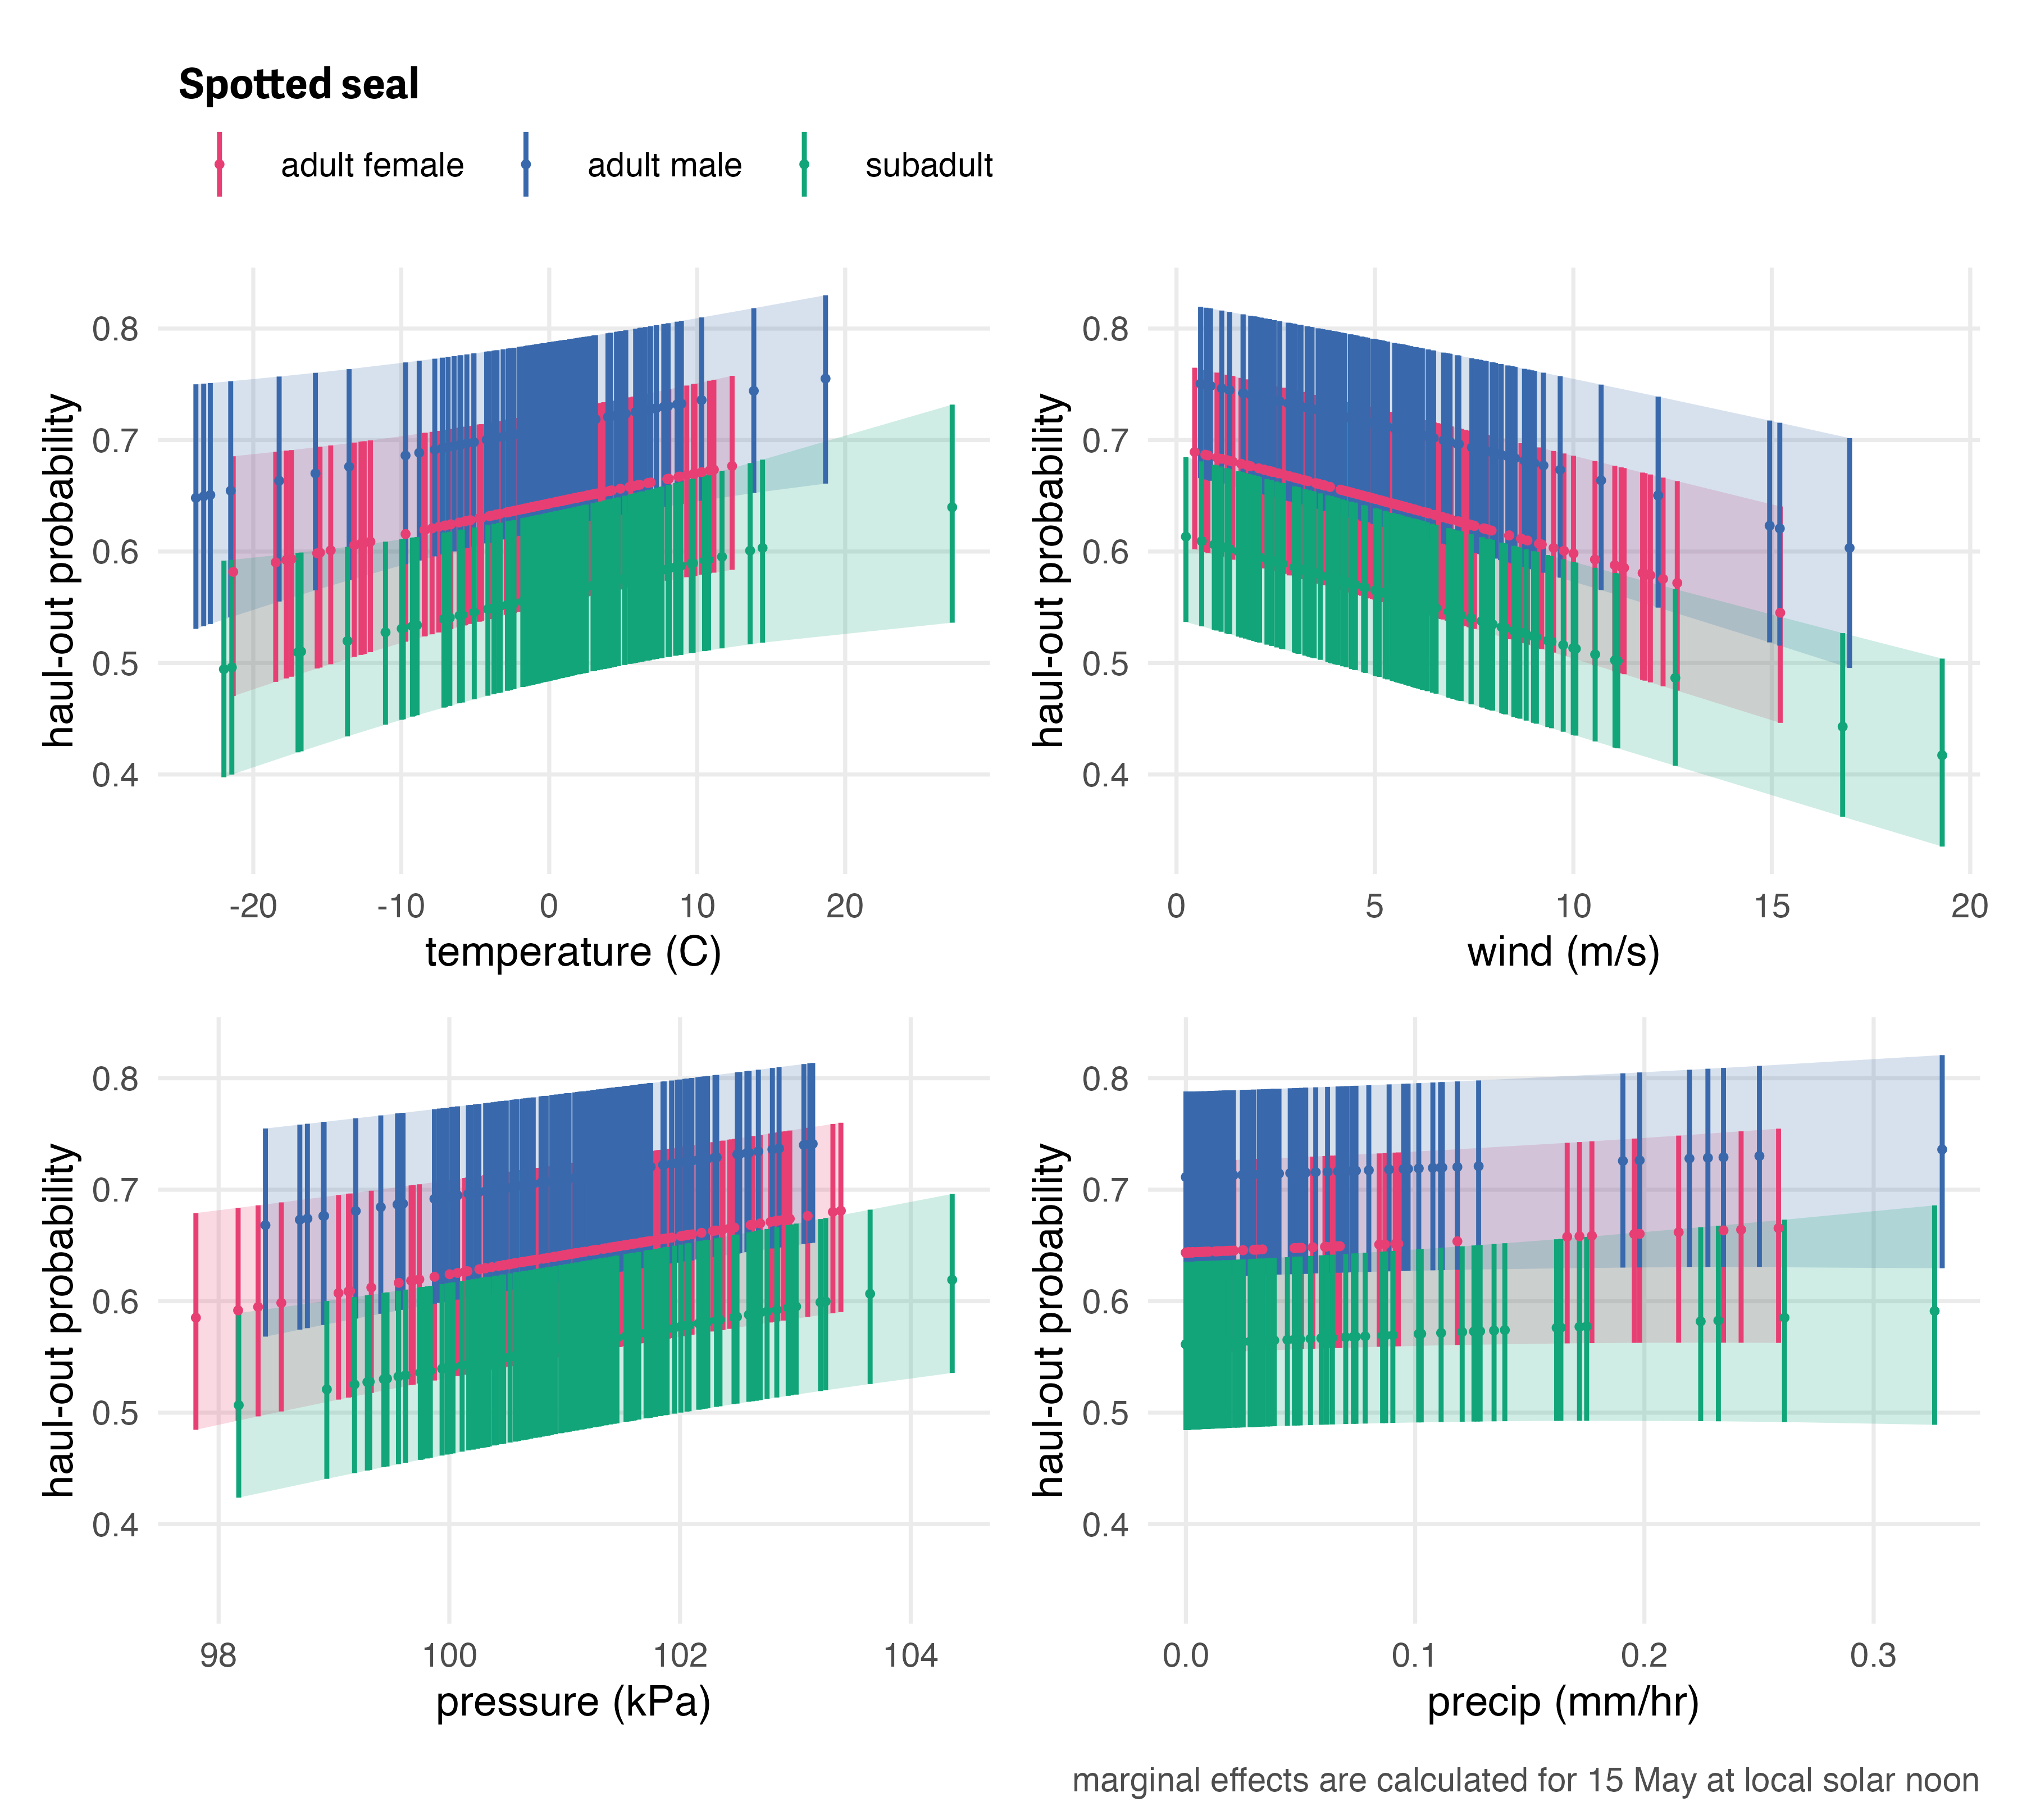 Spotted seal
adult female adult male subadult
haul-out probability
0.8
0.7
0.6
0.5
0.4
-20 -10 0 10 20
temperature (C)
haul-out probability
0.8
0.7
0.6
0.5
0.4
0 5 10 15 20
wind (m/s)
haul-out probability
0.8
0.7
0.6
0.5
0.4
98 100 102 104
pressure (kPa)
haul-out probability
0.8
0.7
0.6
0.5
0.4
0.0 0.1 0.2 0.3
precip (mm/hr)
marginal effects are calculated for 15 May at local solar noon